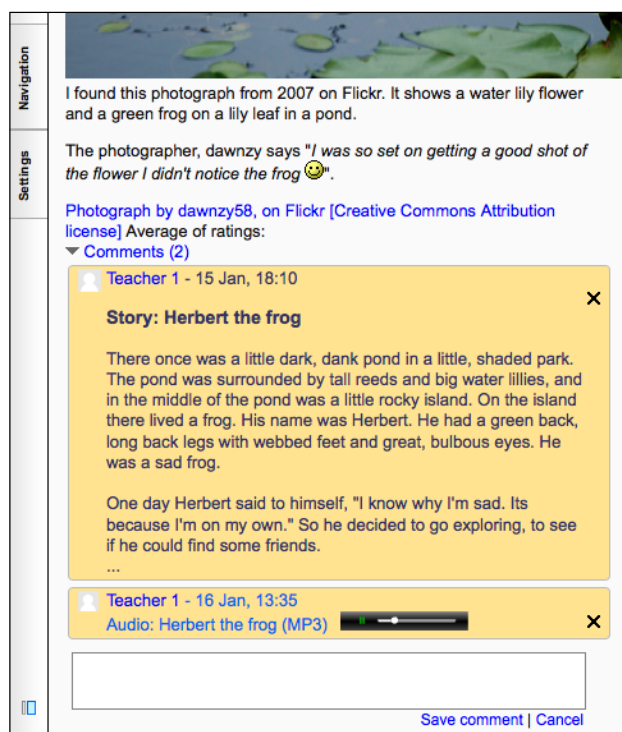 Navigation
Settings
I found this photograph from 2007 on Flickr. It shows a water lily flower
and a green frog on a lily leaf in a pond.
The photographer, dawnzy says "I was so set on getting a good shot of
the flower I didn't notice the frog ".
Photograph by dawnzy58, on Flickr [Creative Commons Attribution
license] Average of ratings:
Comments (2)
Teacher 1 - 15 Jan, 18:10
Story: Herbert the frog
There once was a little dark, dank pond in a little, shaded park.
The pond was surrounded by tall reeds and big water lillies, and
in the middle of the pond was a little rocky island. On the island
there lived a frog. His name was Herbert. He had a green back,
long back legs with webbed feet and great, bulbous eyes. He
was a sad frog.
One day Herbert said to himself, "I know why I'm sad. Its
because I'm on my own." So he decided to go exploring, to see
if he could find some friends.
...
Teacher 1 - 16 Jan, 13:35
Audio: Herbert the frog (MP3)
Save comment | Cancel